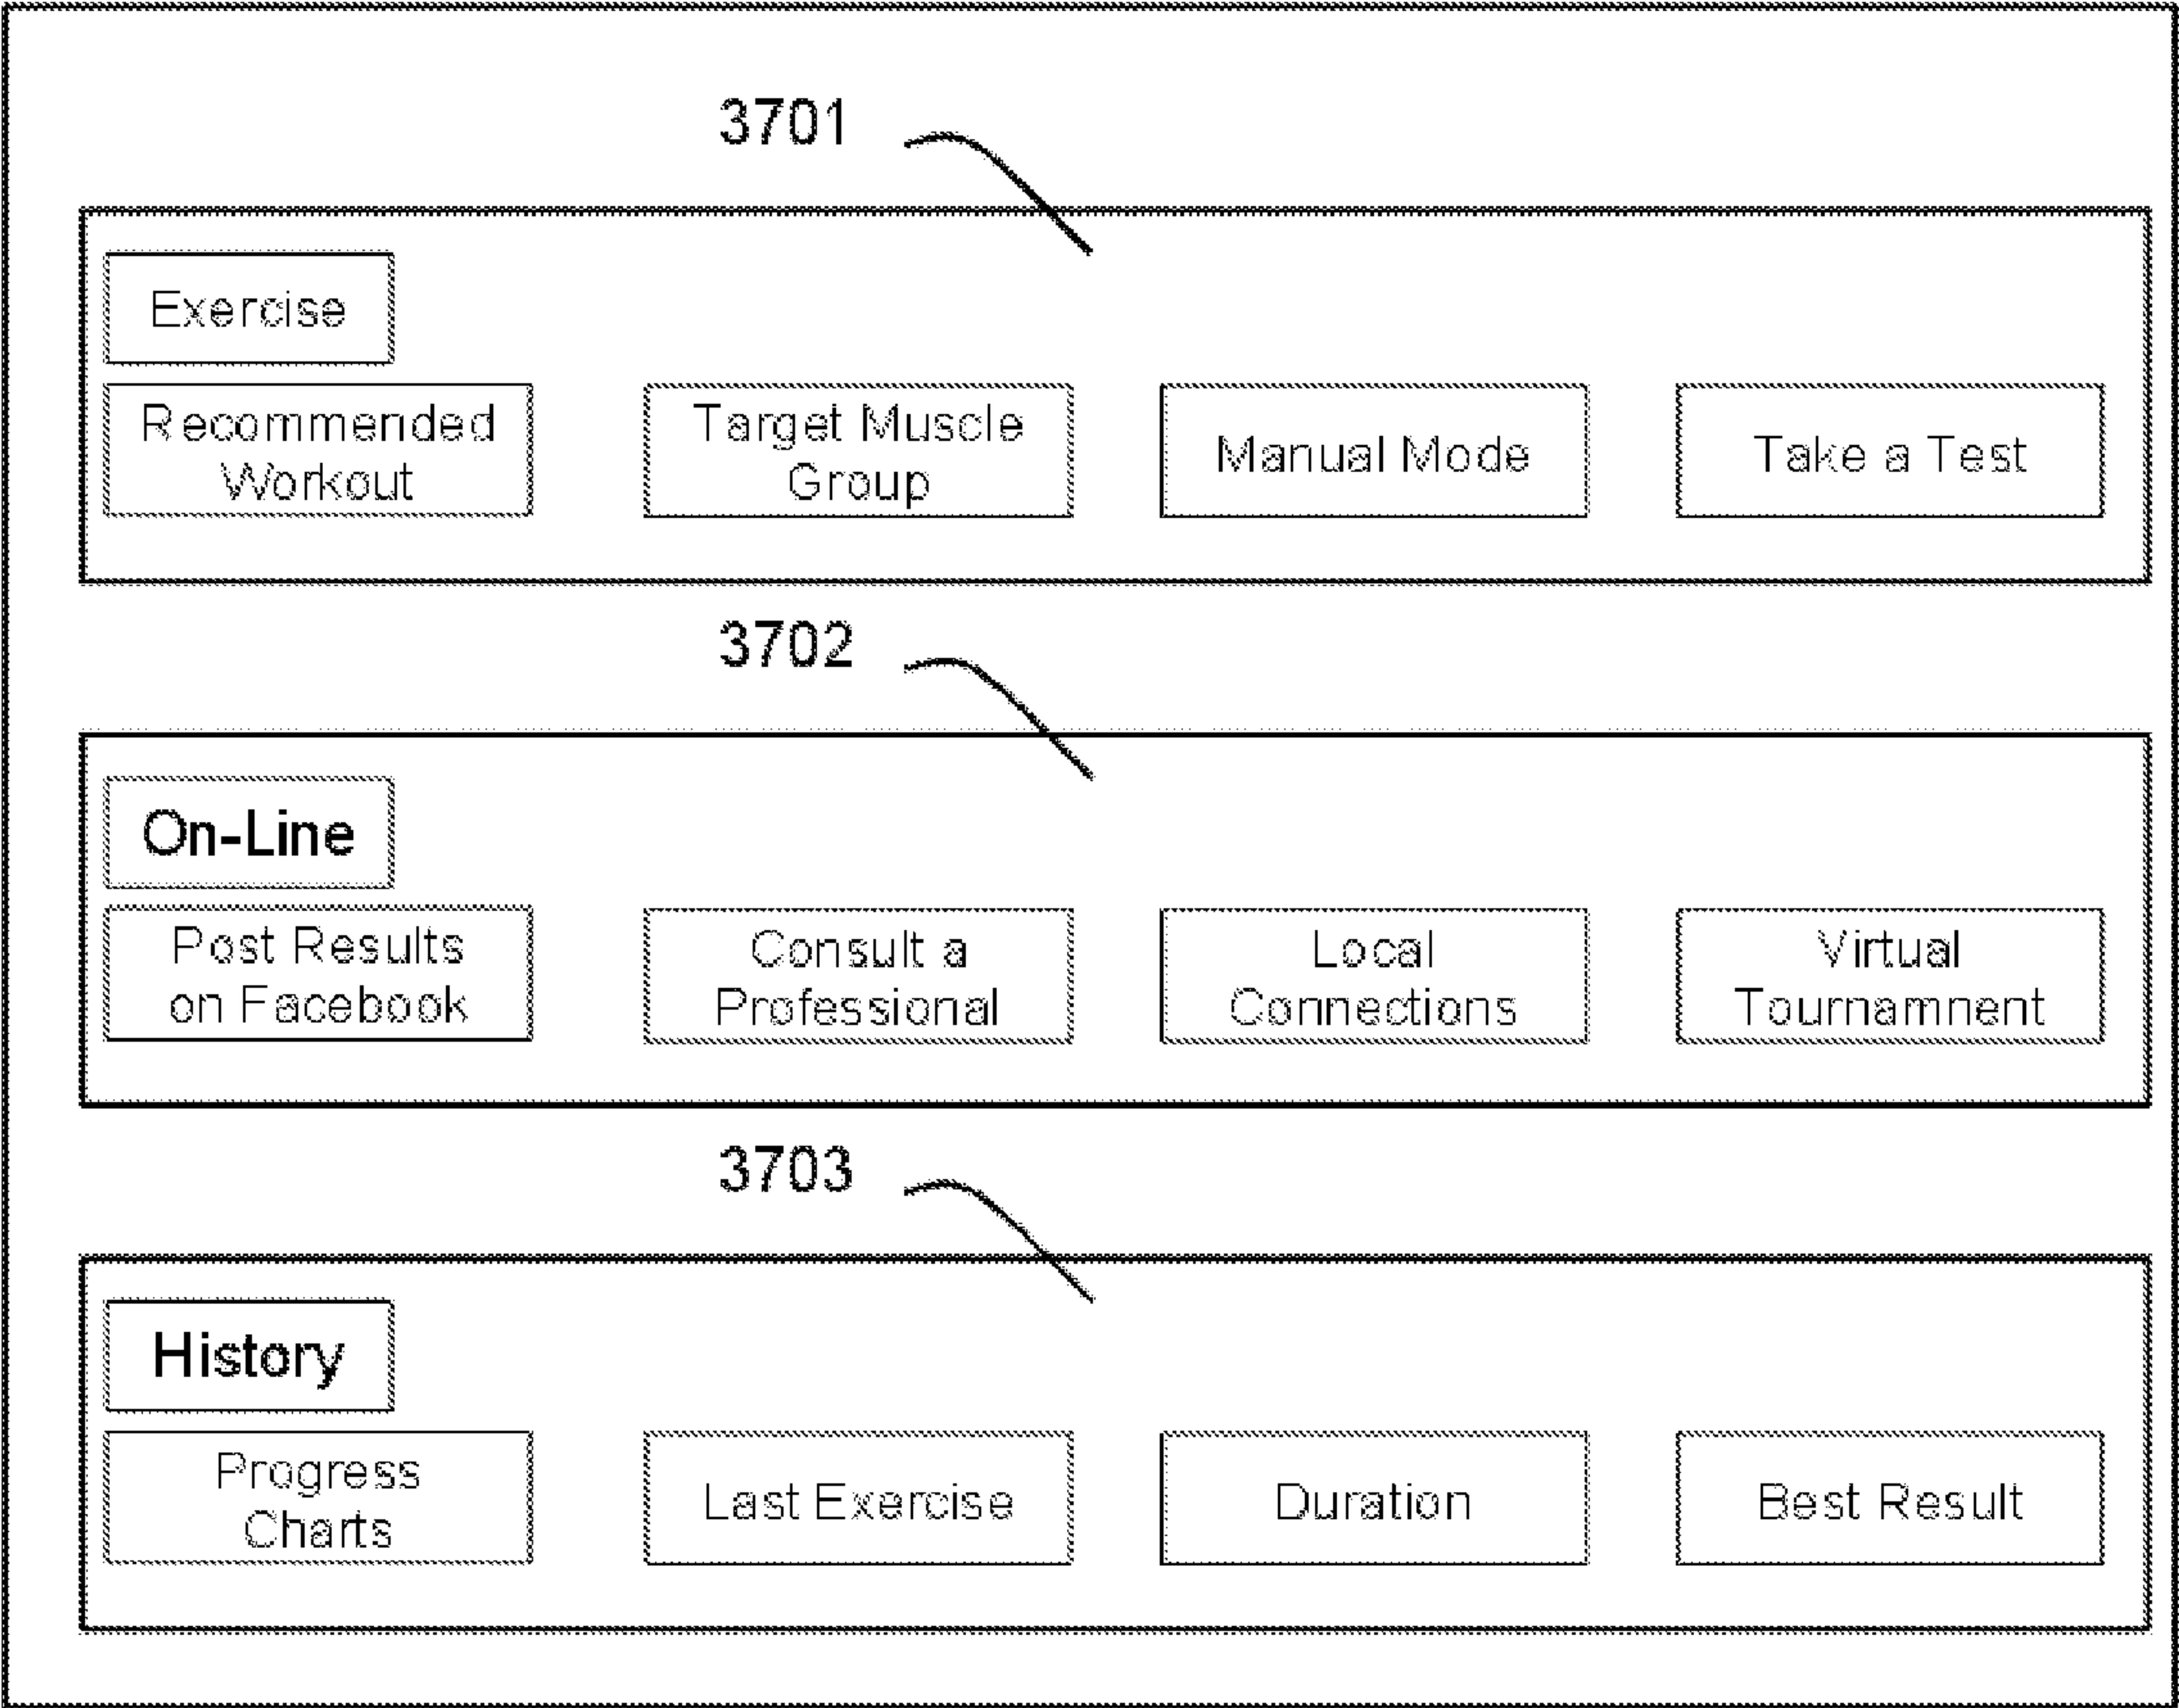 3701
Exercise
Recommended
Workout
Target Muscle
Group
Manual Mode
Take a Test
3702
On-Line
Post Results
on Facebook
Consult a
Professional
Local
Connections
Virtual
Tournamnent
3703
History
Progress
Charts
Last Exercise
Duration
Best Result